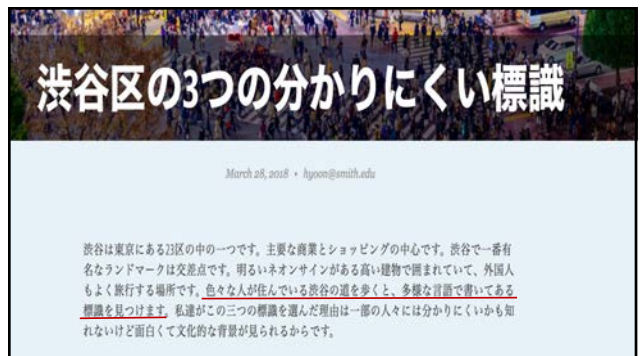 渋谷区の3つの分かりにくい標識
March 28, 2018 • hyoon@smith.edu
渋谷は東京にある23区の中の一つです。主要な商業とショッピングの中心です。渋谷で一番有
名なランドマークは交差点です。明るいネオンサインがある高い建物で囲まれていて、外国人
もよく旅行する場所です。色々な人が住んでいる渋谷の道を歩くと、多様な言語で書いてある
標識を見つけます。私達がこの三つの標識を選んだ理由は一部の人々には分かりにくいかも知
れないけど面白くて文化的な背景が見られるからです。